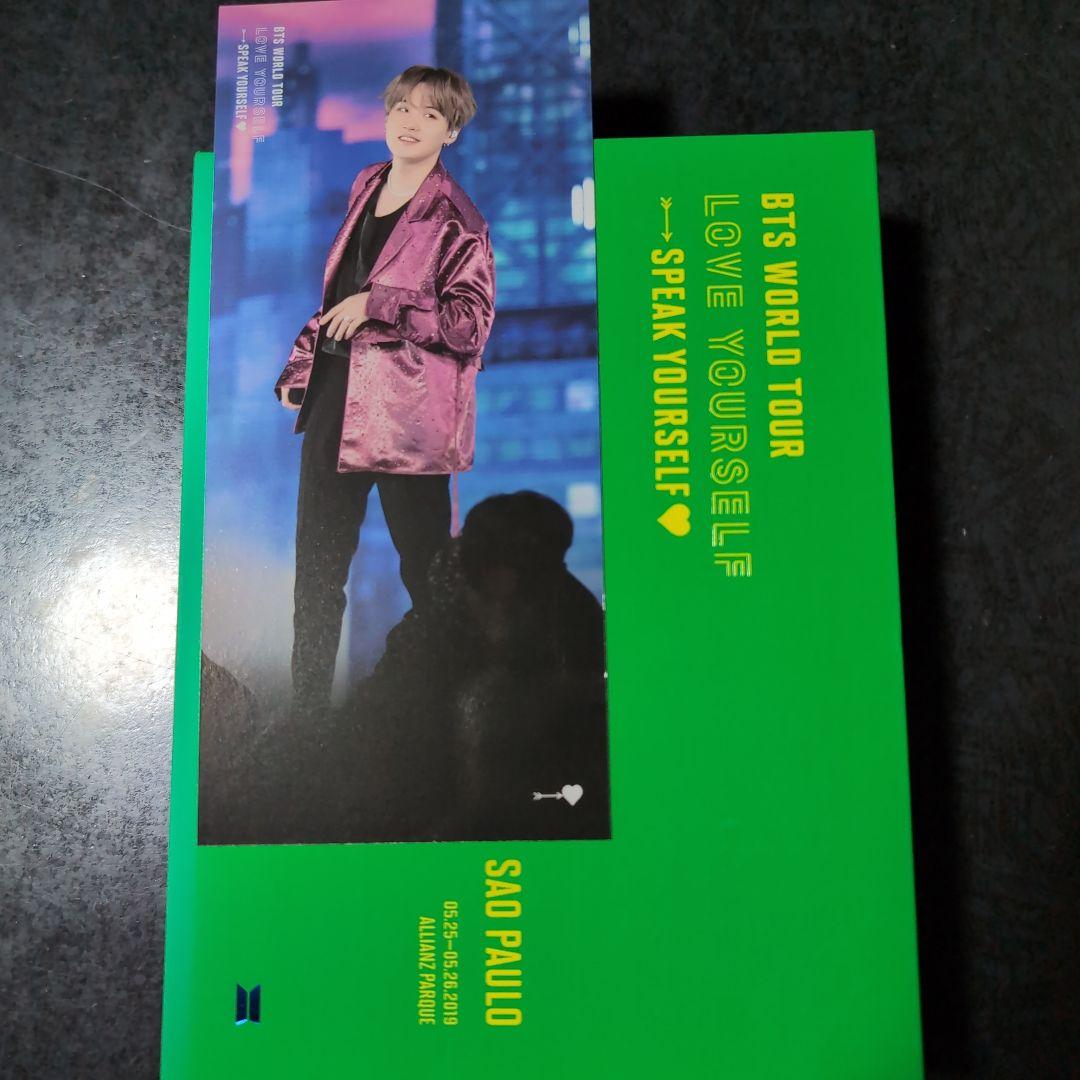 BTS WORLD TOUR
LOVE YOURSELF
SPEAK YOURSELF
BTS WORLD TOUR
LOVE YOURSELF
SPEAK YOURSELF
SAO PAULO
05.25–05.26.2019
ALLIANZ PARQUE